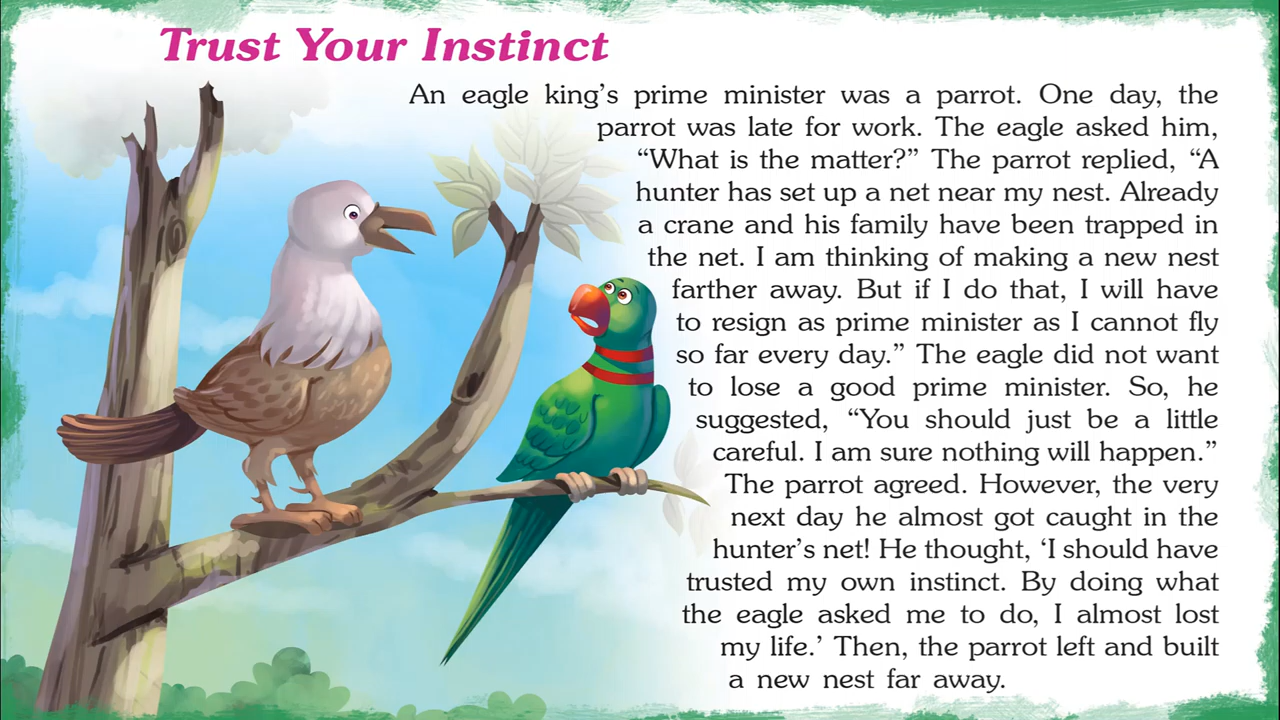 Trust Your Instinct
An eagle king’s prime minister was a parrot. One day, the
parrot was late for work. The eagle asked him,
“What is the matter?” The parrot replied, “A
hunter has set up a net near my nest. Already
a crane and his family have been trapped in
the net. I am thinking of making a new nest
farther away. But if I do that, I will have
to resign as prime minister as I cannot fly
so far every day.” The eagle did not want
to lose a good prime minister. So, he
suggested, “You should just be a little
careful. I am sure nothing will happen.”
The parrot agreed. However, the very
next day he almost got caught in the
hunter’s net! He thought, ‘I should have
trusted my own instinct. By doing what
the eagle asked me to do, I almost lost
my life.’ Then, the parrot left and built
a new nest far away.